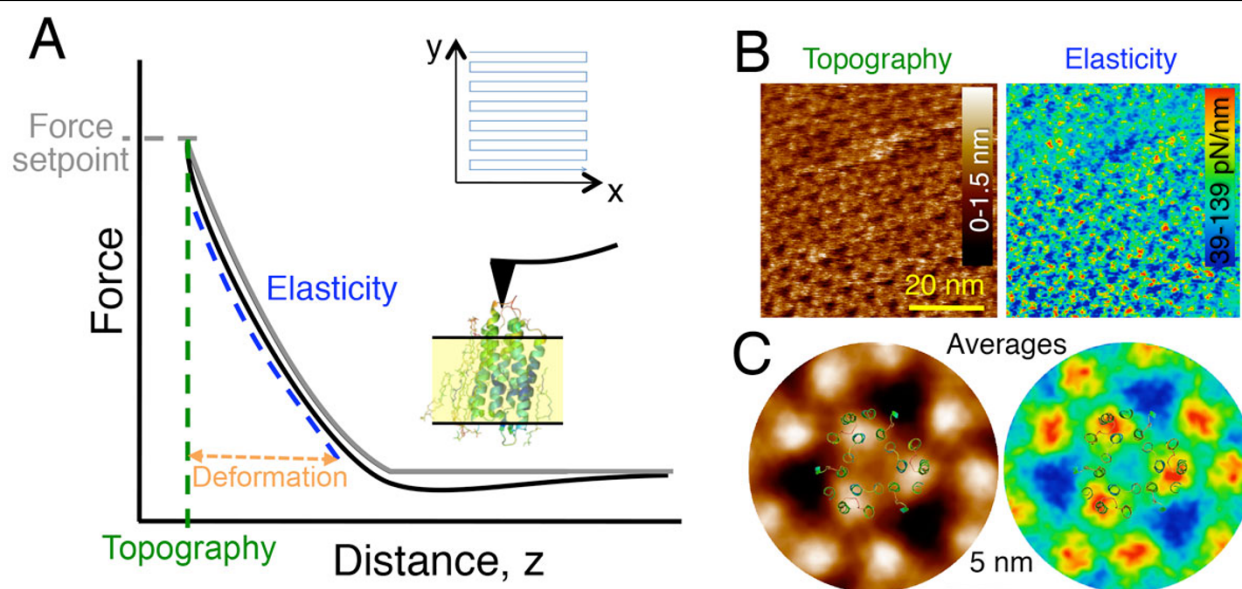 A
y
x
Force
setpoint
Force
Elasticity
Deformation
Topography
Distance, z
B
Topography
Elasticity
0-1.5 nm
20 nm
39-139 pN/nm
C
Averages
5 nm